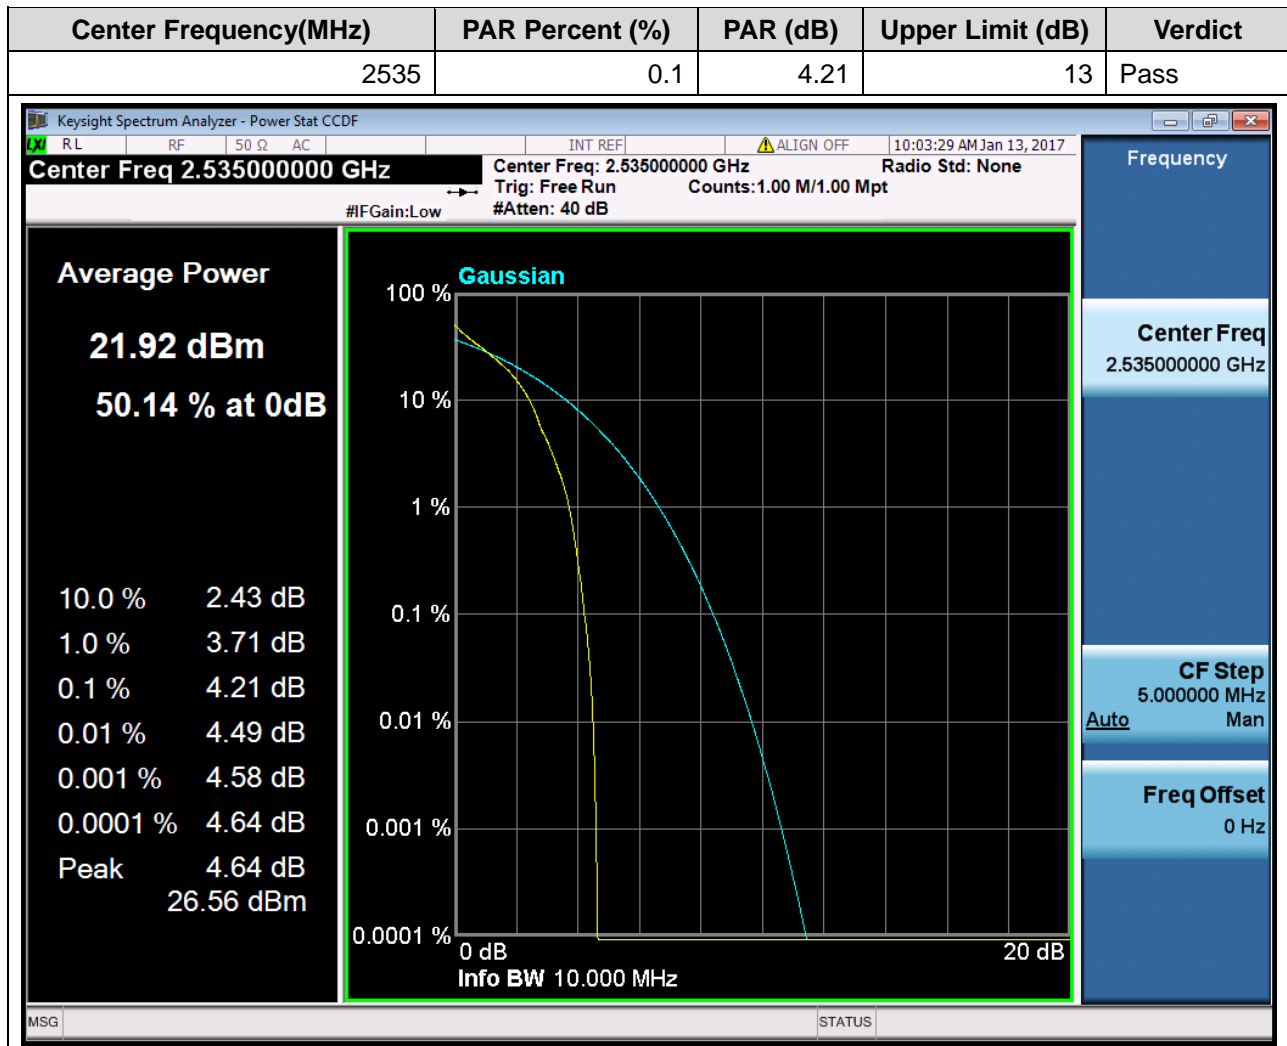 Center Frequency(MHz) PAR Percent (%) PAR (dB) Upper Limit (dB) Verdict
2535 0.1 4.21 13 Pass
Keysight Spectrum Analyzer - Power Stat CCDF
LXI RL RF 50 Ω AC INT REF ALIGN OFF 10:03:29 AM Jan 13, 2017
Center Freq 2.535000000 GHz
Center Freq: 2.535000000 GHz Radio Std: None
Trig: Free Run Counts:1.00 M/1.00 Mpt
#IFGain:Low #Atten: 40 dB
Average Power
21.92 dBm
50.14 % at 0dB
10.0 % 2.43 dB
1.0 % 3.71 dB
0.1 % 4.21 dB
0.01 % 4.49 dB
0.001 % 4.58 dB
0.0001 % 4.64 dB
Peak 4.64 dB
26.56 dBm
Gaussian
100 %
10 %
1 %
0.1 %
0.01 %
0.001 %
0.0001 %
0 dB 20 dB
Info BW 10.000 MHz
Frequency
Center Freq
2.535000000 GHz
CF Step
5.000000 MHz
Auto Man
Freq Offset
0 Hz
MSG STATUS